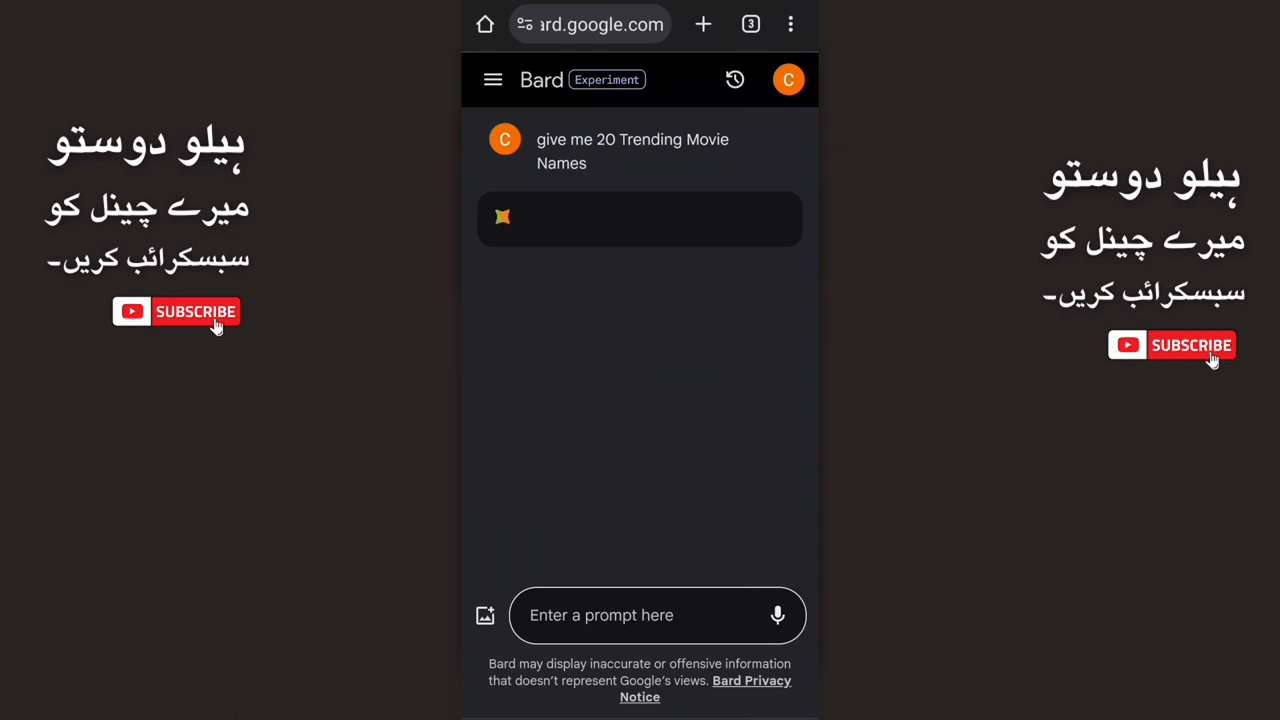 ہیلو دوستو
میرے چینل کو
سبسکرائب کریں۔
SUBSCRIBE
3
ard.google.com
Bard Experiment
C
C
give me 20 Trending Movie
Names
Enter a prompt here
Bard may display inaccurate or offensive information
that doesn't represent Google's views. Bard Privacy
Notice
ہیلو دوستو
میرے چینل کو
سبسکرائب کریں۔
SUBSCRIBE